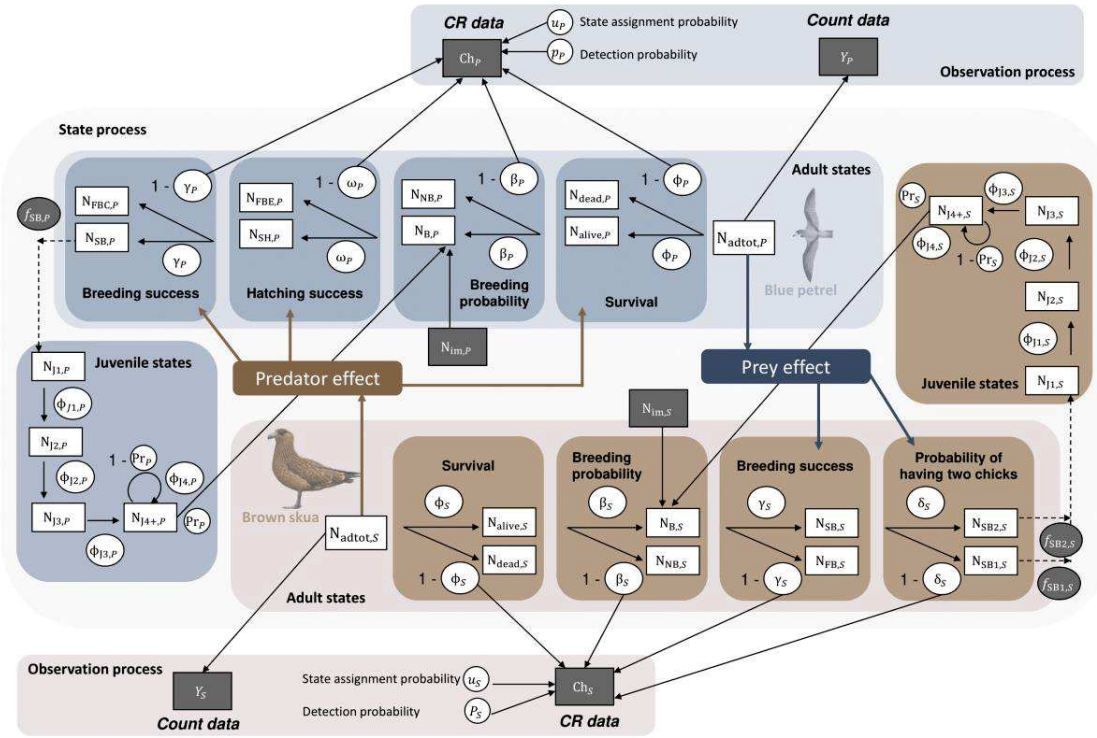 CR data
Count data
u_P State assignment probability
p_P Detection probability
Ch_P
Y_P
Observation process
State process
Adult states
1 - γ_P
N_FBC,P
N_SB,P
γ_P
Breeding success
1 - ω_P
N_FBE,P
N_SH,P
ω_P
Hatching success
1 - β_P
N_NB,P
N_B,P
β_P
Breeding
probability
1 - ϕ_P
N_dead,P
N_alive,P
ϕ_P
Survival
N_adtot,P
Blue petrel
f_SB,P
N_im,P
Pr_S
N_J4+,S
ϕ_J3,S
N_J3,S
ϕ_J4,S
1 - Pr_S
ϕ_J2,S
N_J2,S
ϕ_J1,S
Juvenile states
N_J1,S
Predator effect
Prey effect
Juvenile states
N_J1,P
ϕ_J1,P
N_J2,P
ϕ_J2,P
1 - Pr_P
ϕ_J4,P
N_J3,P
N_J4+,P
Pr_P
ϕ_J3,P
N_im,S
Brown skua
N_adtot,S
Adult states
Survival
ϕ_S
N_alive,S
N_dead,S
1 - ϕ_S
Breeding
probability
β_S
N_B,S
N_NB,S
1 - β_S
Breeding success
γ_S
N_SB,S
N_FB,S
1 - γ_S
Probability of
having two chicks
δ_S
N_SB2,S
N_SB1,S
1 - δ_S
f_SB2,S
f_SB1,S
Observation process
Y_S
Count data
State assignment probability u_S
Detection probability P_S
Ch_S
CR data